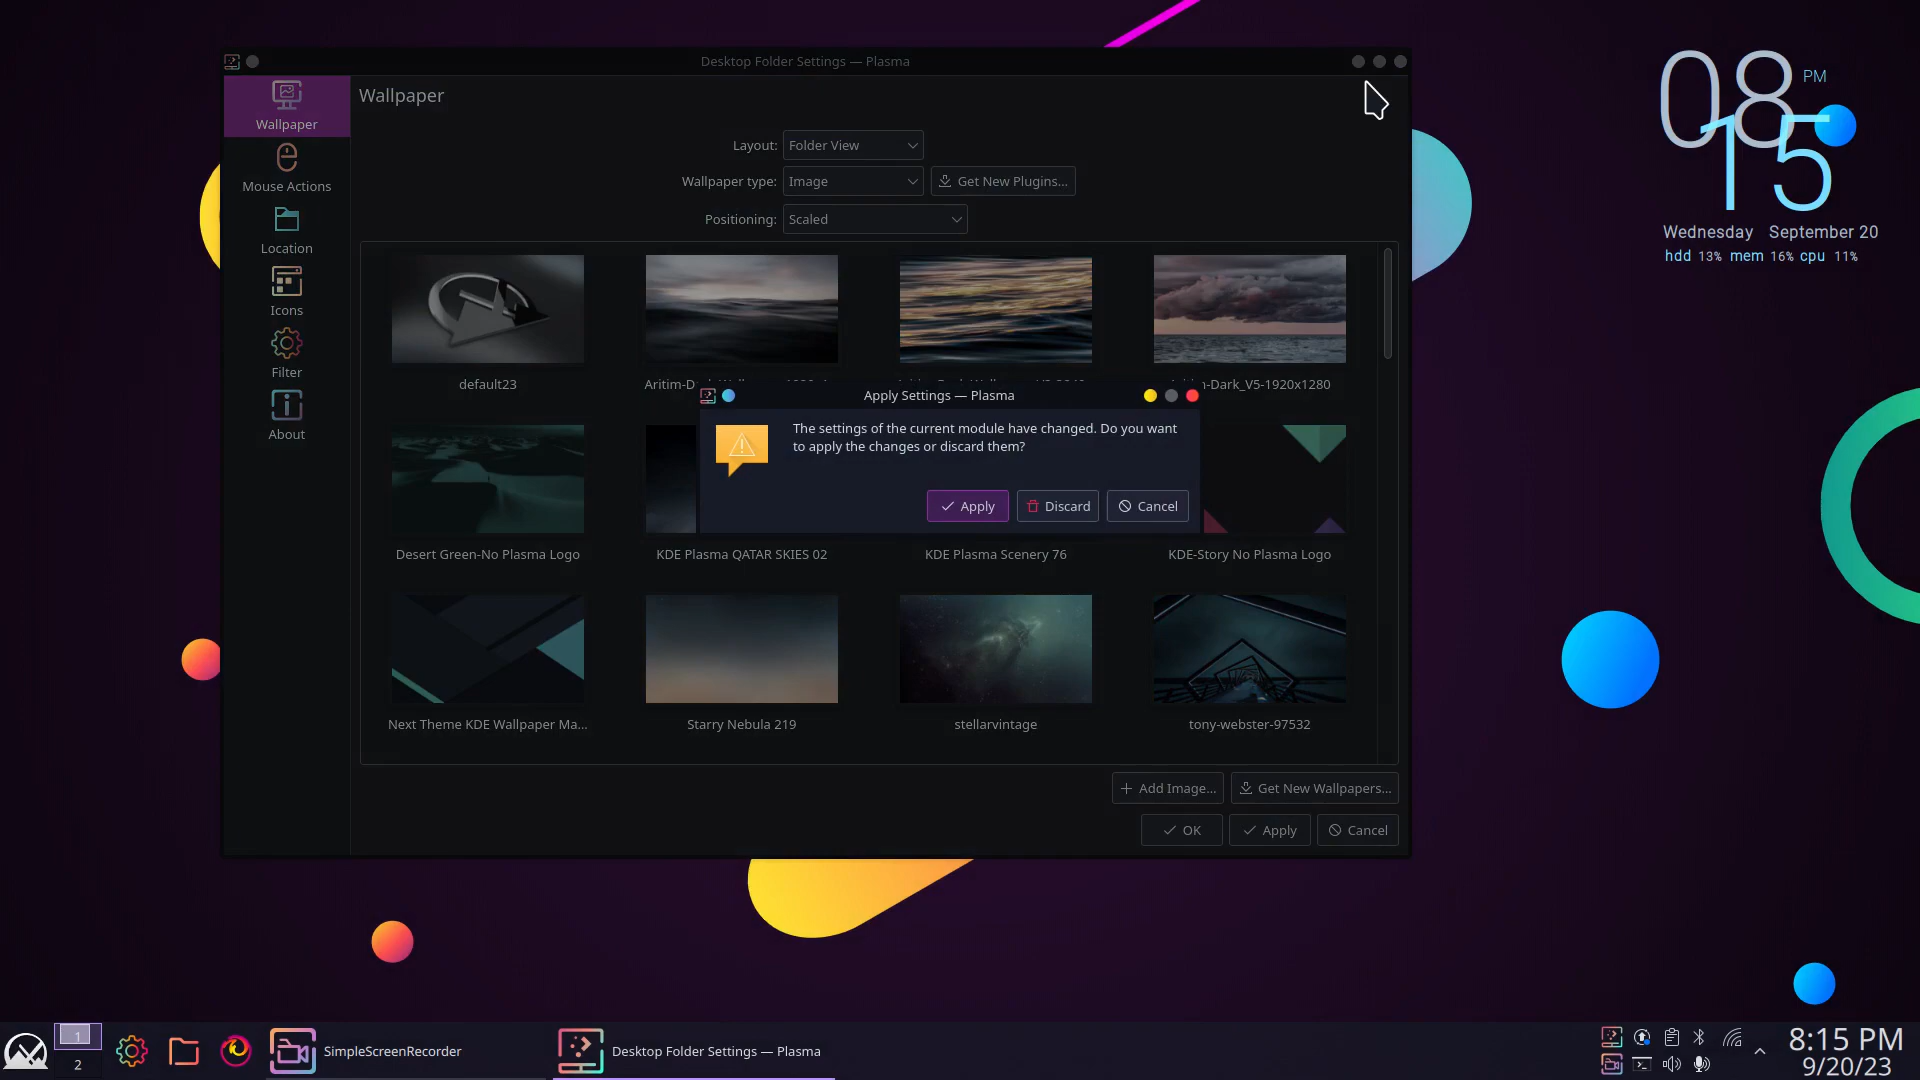 Desktop Folder Settings — Plasma
Wallpaper
Mouse Actions
Location
Icons
Filter
About
Wallpaper
Layout: Folder View
Wallpaper type: Image Get New Plugins...
Positioning: Scaled
default23
Aritim-D
-Dark_V5-1920x1280
Desert Green-No Plasma Logo
KDE Plasma QATAR SKIES 02
KDE Plasma Scenery 76
KDE-Story No Plasma Logo
Next Theme KDE Wallpaper Ma...
Starry Nebula 219
stellarvintage
tony-webster-97532
Add Image...
Get New Wallpapers...
OK
Apply
Cancel
Apply Settings — Plasma
The settings of the current module have changed. Do you want
to apply the changes or discard them?
Apply
Discard
Cancel
08 PM
15
Wednesday September 20
hdd 13% mem 16% cpu 11%
1
2
SimpleScreenRecorder
Desktop Folder Settings — Plasma
8:15 PM
9/20/23